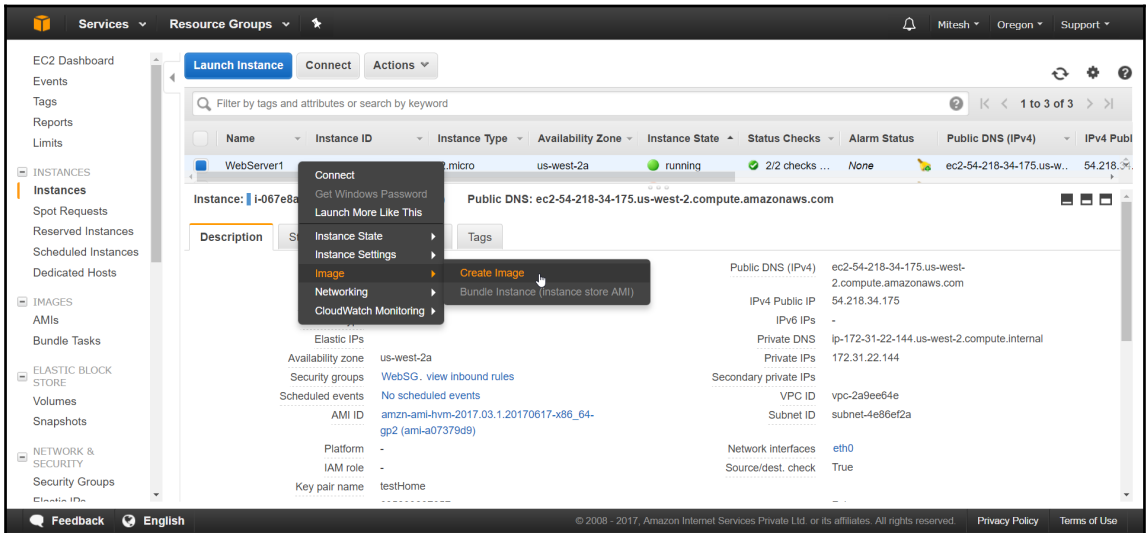 Services Resource Groups Mitesh Oregon Support
EC2 Dashboard
Events
Tags
Reports
Limits
INSTANCES
Instances
Spot Requests
Reserved Instances
Scheduled Instances
Dedicated Hosts
IMAGES
AMIs
Bundle Tasks
ELASTIC BLOCK
STORE
Volumes
Snapshots
NETWORK &
SECURITY
Security Groups
Launch Instance Connect Actions
Filter by tags and attributes or search by keyword 1 to 3 of 3
Name Instance ID Instance Type Availability Zone Instance State Status Checks Alarm Status Public DNS (IPv4) IPv4 Publ
WebServer1 .micro us-west-2a running 2/2 checks ... None ec2-54-218-34-175.us-w... 54.218.34.
Connect
Get Windows Password
Launch More Like This
Instance State
Instance Settings
Image
Networking
CloudWatch Monitoring
Create Image
Bundle Instance (instance store AMI)
Instance: i-067e8a Public DNS: ec2-54-218-34-175.us-west-2.compute.amazonaws.com
Description Tags
Elastic IPs
Availability zone us-west-2a
Security groups WebSG. view inbound rules
Scheduled events No scheduled events
AMI ID amzn-ami-hvm-2017.03.1.20170617-x86_64-
gp2 (ami-a07379d9)
Platform -
IAM role -
Key pair name testHome
Public DNS (IPv4) ec2-54-218-34-175.us-west-
2.compute.amazonaws.com
IPv4 Public IP 54.218.34.175
IPv6 IPs -
Private DNS ip-172-31-22-144.us-west-2.compute.internal
Private IPs 172.31.22.144
Secondary private IPs
VPC ID vpc-2a9ee64e
Subnet ID subnet-4e86ef2a
Network interfaces eth0
Source/dest. check True
Feedback English © 2008 - 2017, Amazon Internet Services Private Ltd. or its affiliates. All rights reserved. Privacy Policy Terms of Use